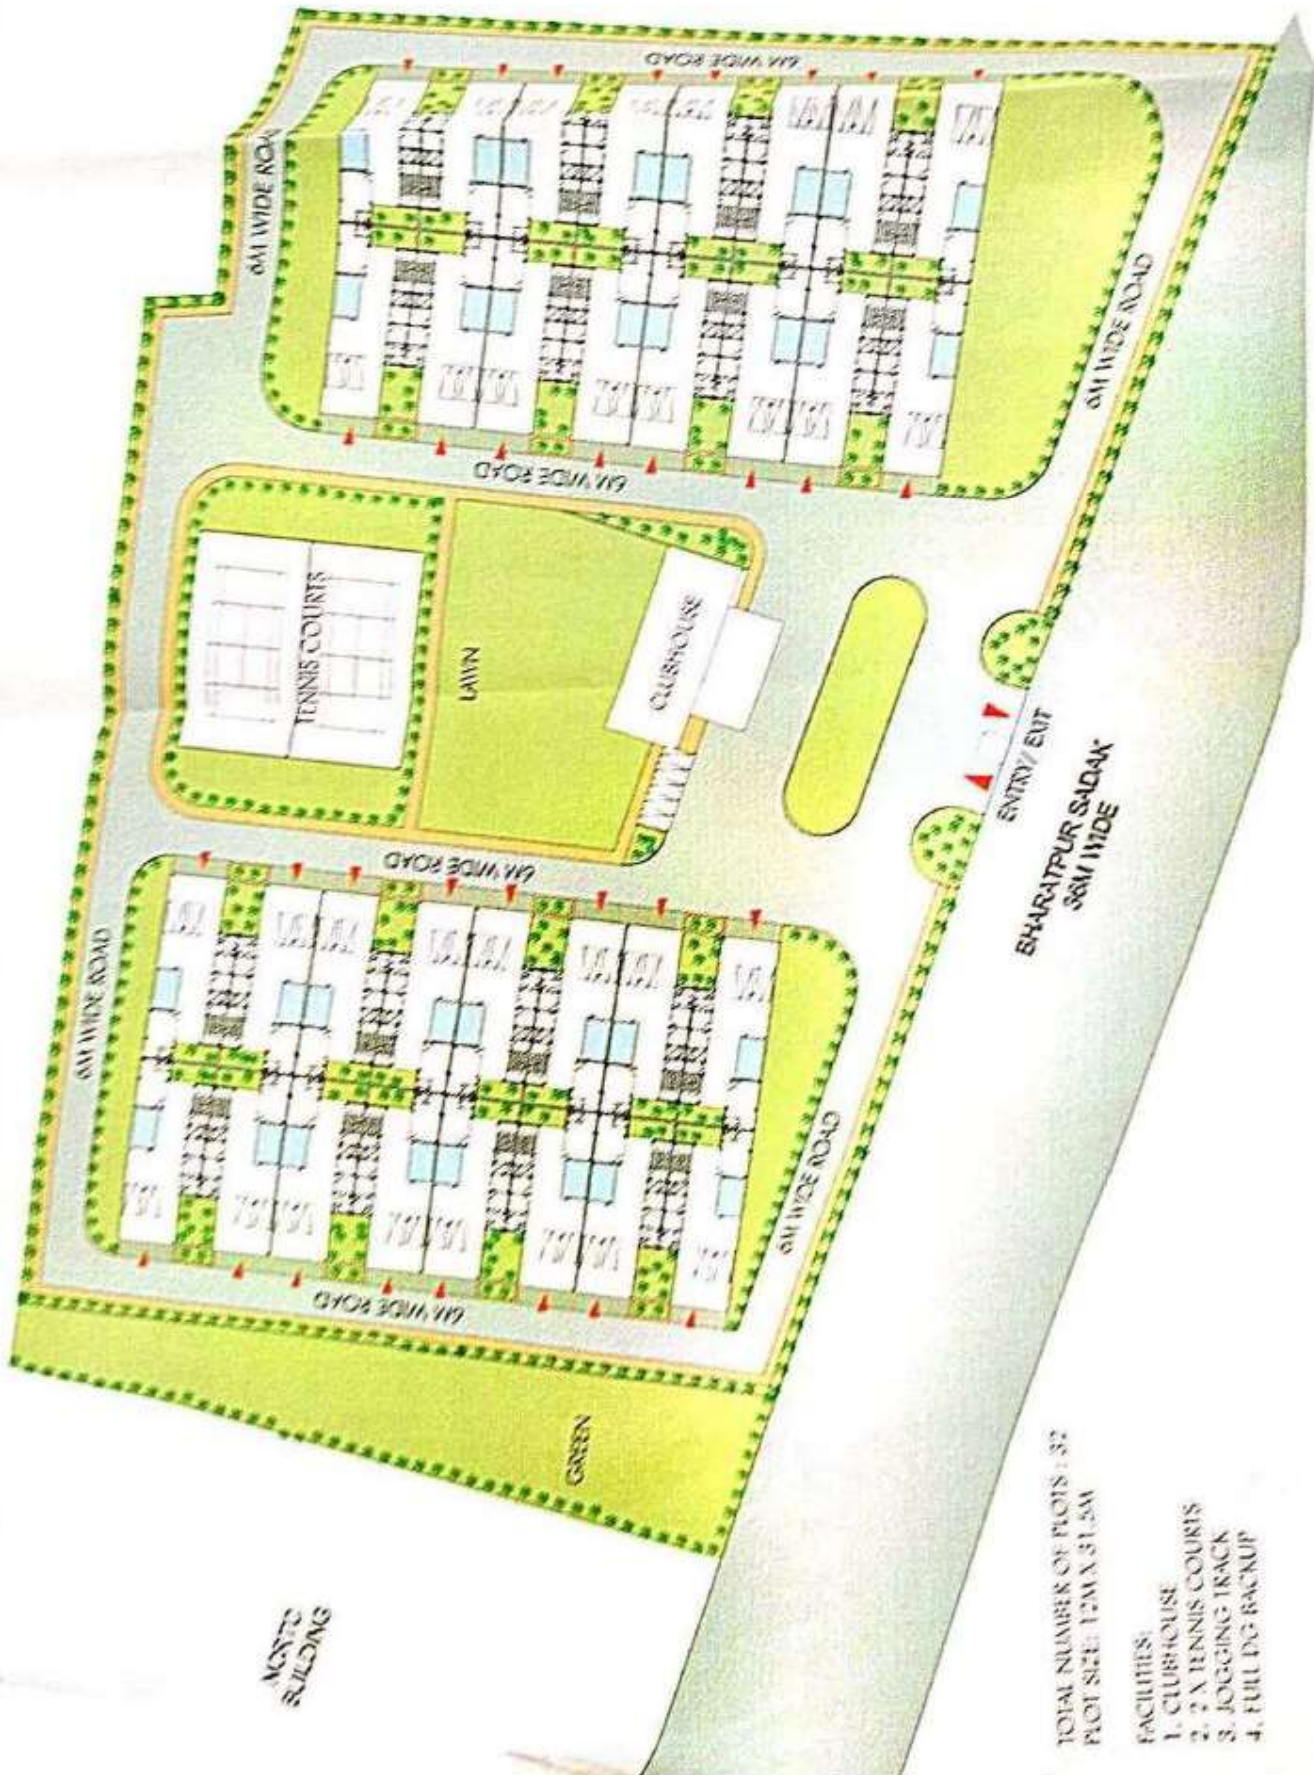 6M WIDE ROAD
6M WIDE ROAD
6M WIDE ROAD
6M WIDE ROAD
TENNIS COURTS
LAWN
CLUBHOUSE
6M WIDE ROAD
6M WIDE ROAD
6M WIDE ROAD
6M WIDE ROAD
ENTRY/ EXIT
BHARATPUR SADAK
36M WIDE
GREEN
BUILDING
TOTAL NUMBER OF PLOTS : 32
PLOT SIZE: 12M X 31.5M
FACILITIES:
1. CLUBHOUSE
2. 2 X TENNIS COURTS
3. JOGGING TRACK
4. FULL DG BACKUP